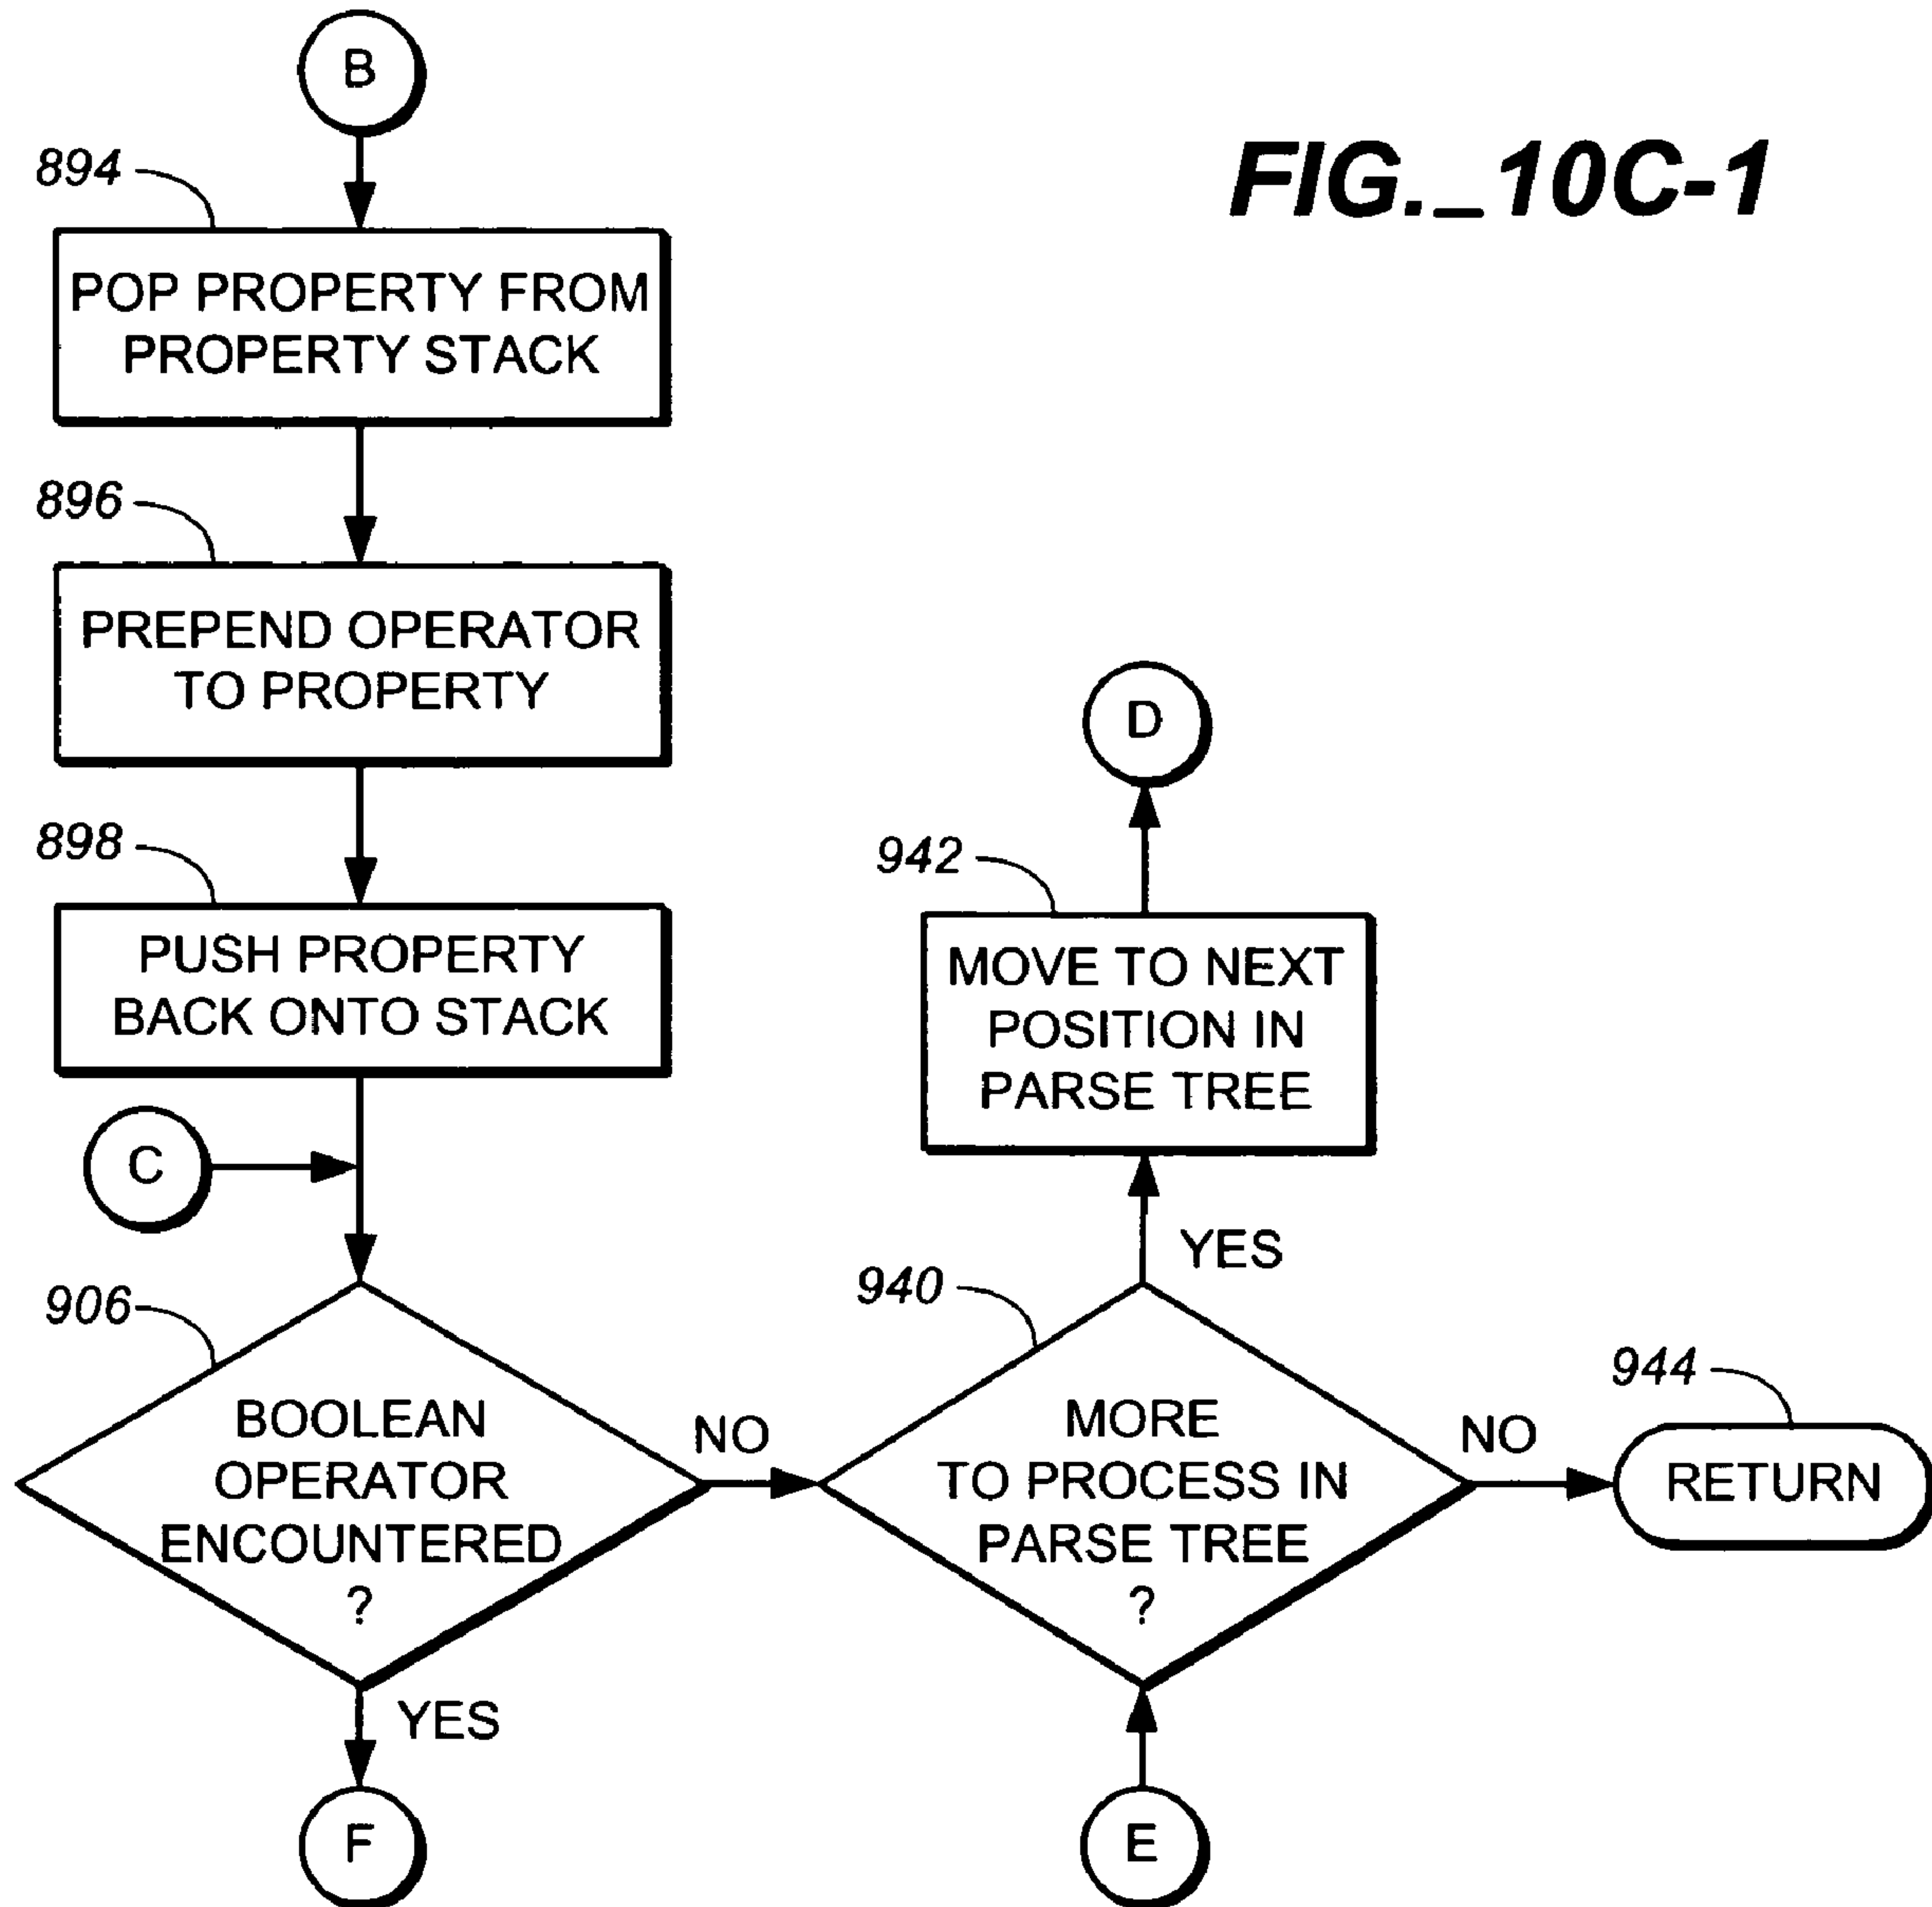 B
FIG._10C-1
894
POP PROPERTY FROM
PROPERTY STACK
896
PREPEND OPERATOR
TO PROPERTY
898
PUSH PROPERTY
BACK ONTO STACK
C
906
BOOLEAN
OPERATOR
ENCOUNTERED
?
NO
YES
F
D
942
MOVE TO NEXT
POSITION IN
PARSE TREE
YES
940
MORE
TO PROCESS IN
PARSE TREE
?
NO
944
RETURN
E